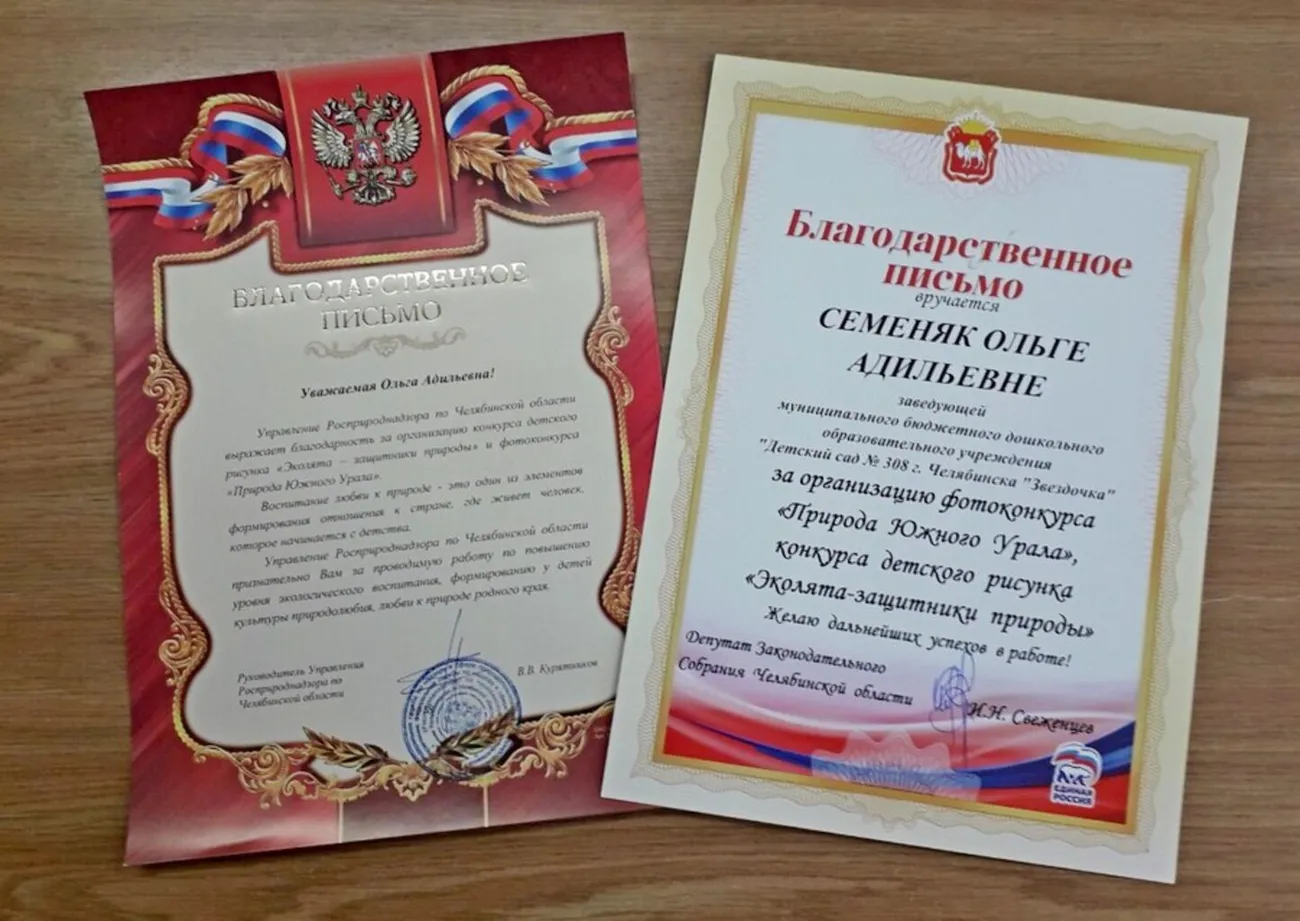 БЛАГОДАРСТВЕННОЕ
ПИСЬМО
Уважаемая Ольга Адильевна!
Управление Росприроднадзора по Челябинской области
выражает благодарность за организацию конкурса детского
рисунка «Эколята – защитники природы» и фотоконкурса
«Природа Южного Урала».
Воспитание любви к природе - это один из элементов
формирования отношения к стране, где живет человек,
которое начинается с детства.
Управление Росприроднадзора по Челябинской области
признательно Вам за проводимую работу по повышению
уровня экологического воспитания, формированию у детей
культуры природолюбия, любви к природе родного края.
Руководитель Управления
Росприроднадзора по
Челябинской области
В.В. Курятников
Благодарственное
письмо
вручается
СЕМЕНЯК ОЛЬГЕ
АДИЛЬЕВНЕ
заведующей
муниципального бюджетного дошкольного
образовательного учреждения
"Детский сад № 308 г. Челябинска "Звездочка"
за организацию фотоконкурса
«Природа Южного Урала»,
конкурса детского рисунка
«Эколята-защитники природы»
Желаю дальнейших успехов в работе!
Депутат Законодательного
Собрания Челябинской области
Н.Н. Свеженцев
ЕДИНАЯ
РОССИЯ